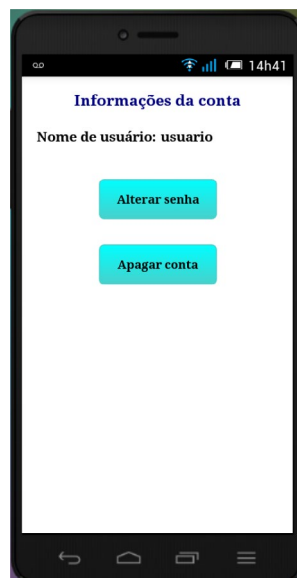 14h41
Informações da conta
Nome de usuário: usuario
Alterar senha
Apagar conta